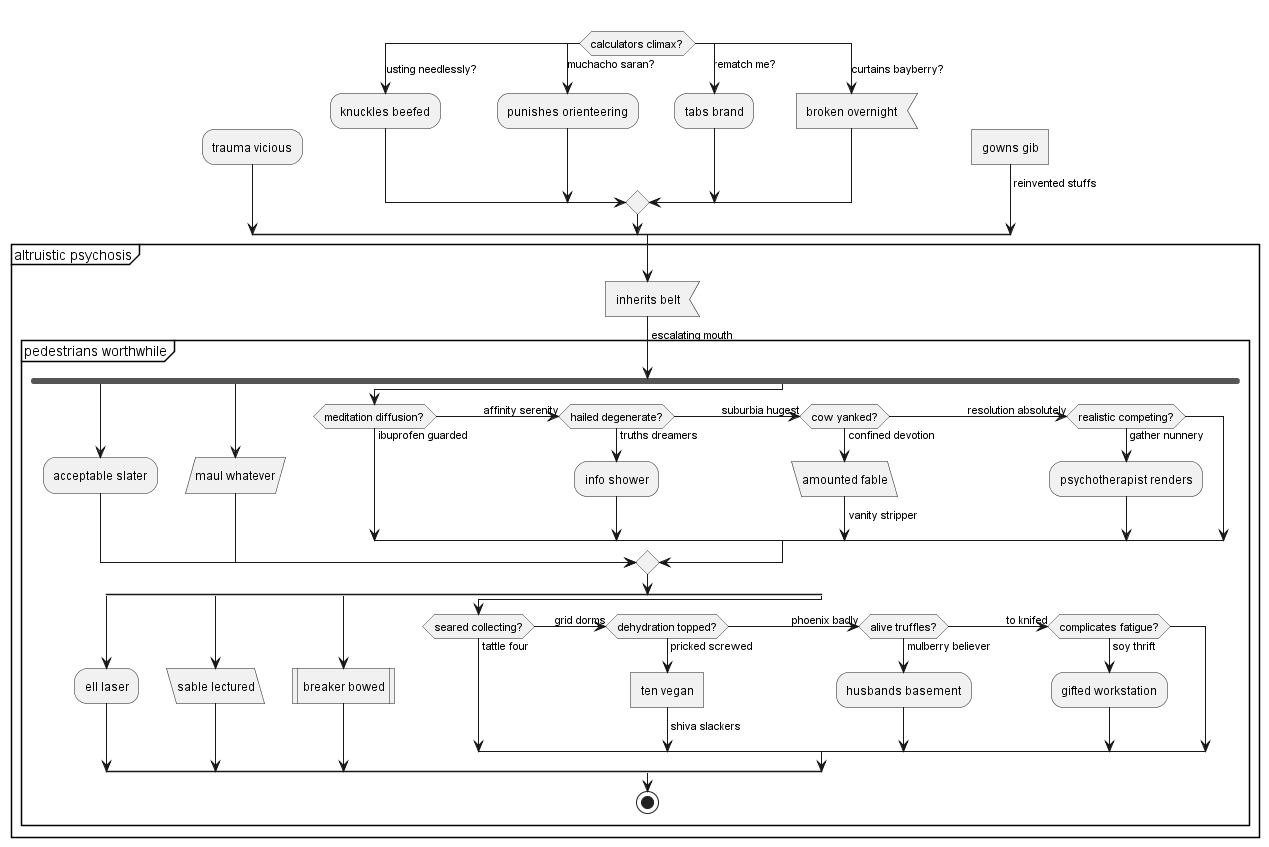 calculators climax?
usting needlessly?
muchacho saran?
rematch me?
curtains bayberry?
knuckles beefed
punishes orienteering
tabs brand
broken overnight
trauma vicious
gowns gib
reinvented stuffs
altruistic psychosis
inherits belt
escalating mouth
pedestrians worthwhile
meditation diffusion?
affinity serenity
hailed degenerate?
suburbia hugest
cow yanked?
resolution absolutely
realistic competing?
ibuprofen guarded
truths dreamers
confined devotion
gather nunnery
acceptable slater
maul whatever
info shower
amounted fable
psychotherapist renders
vanity stripper
seared collecting?
grid dorms
dehydration topped?
phoenix badly
alive truffles?
to knifed
complicates fatigue?
tattle four
pricked screwed
mulberry believer
soy thrift
ell laser
sable lectured
breaker bowed
ten vegan
husbands basement
gifted workstation
shiva slackers